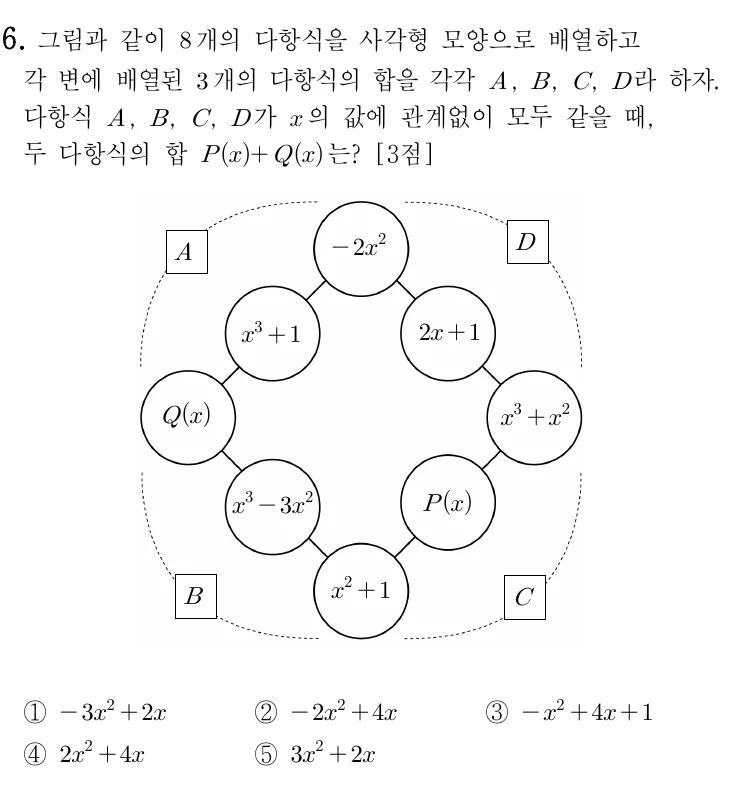 6. 그림과 같이 8개의 다항식을 사각형 모양으로 배열하고
각 변에 배열된 3개의 다항식의 합을 각각 A, B, C, D라 하자.
다항식 A, B, C, D가 x의 값에 관계없이 모두 같을 때,
두 다항식의 합 P(x)+Q(x)는? [3점]
A
-2x²
D
x³+1
2x+1
Q(x)
x³+x²
x³-3x²
P(x)
B
x²+1
C
① -3x²+2x ② -2x²+4x ③ -x²+4x+1
④ 2x²+4x ⑤ 3x²+2x